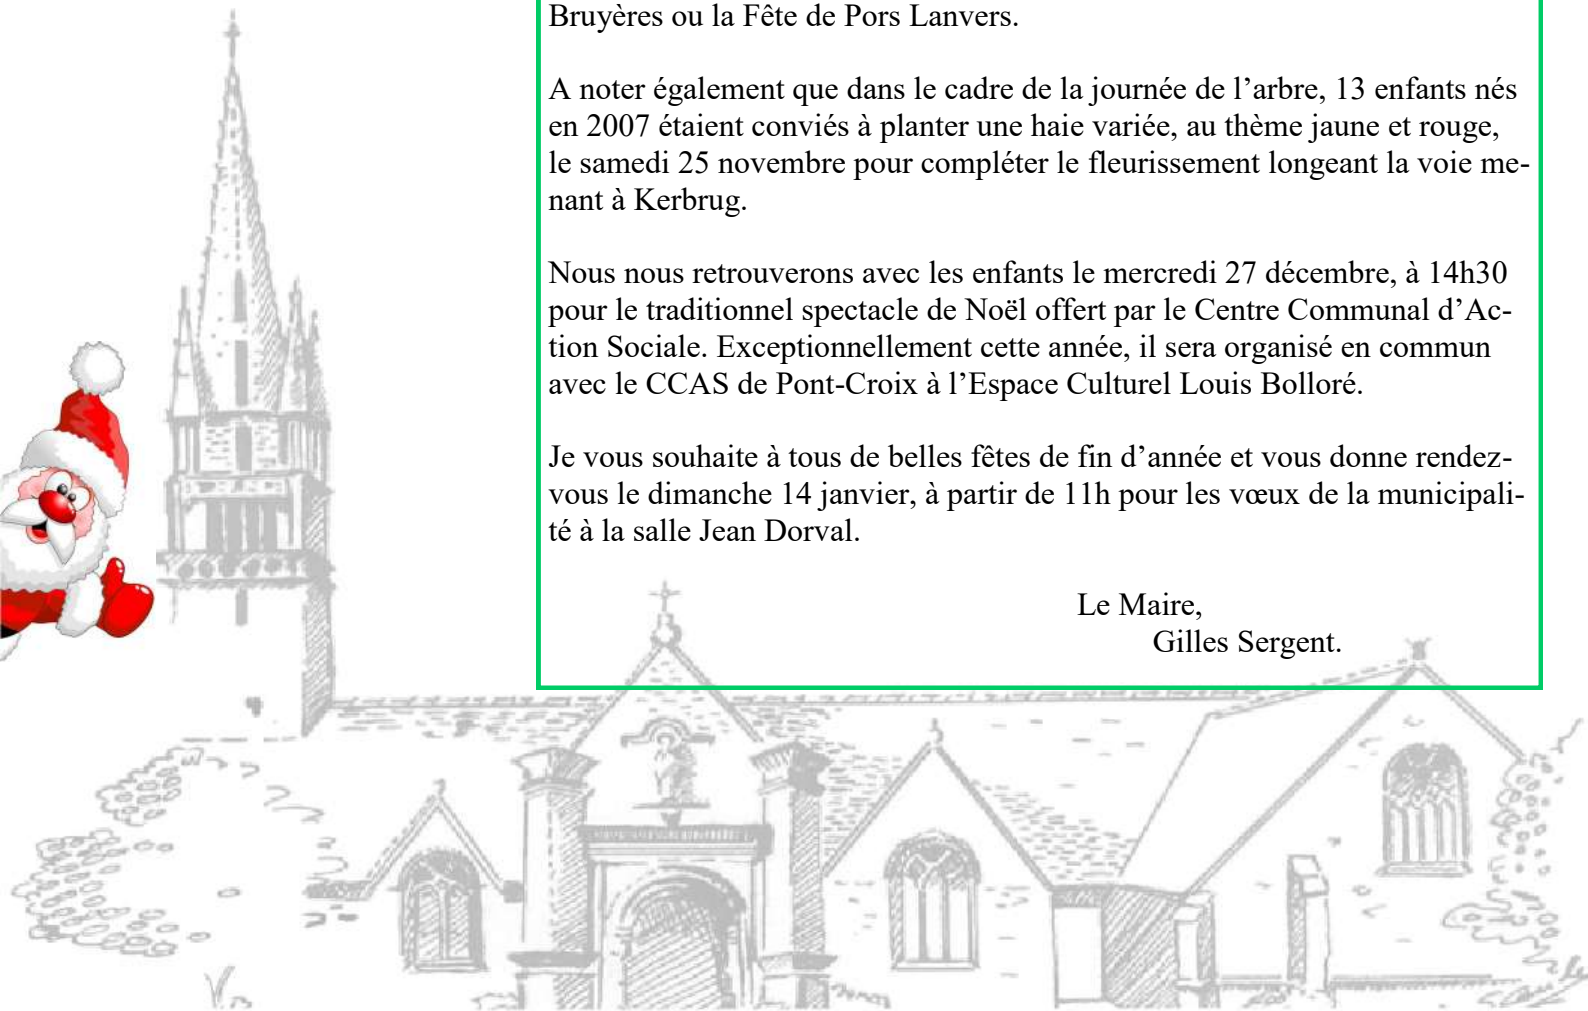 Bruyères ou la Fête de Pors Lanvers.
A noter également que dans le cadre de la journée de l’arbre, 13 enfants nés
en 2007 étaient conviés à planter une haie variée, au thème jaune et rouge,
le samedi 25 novembre pour compléter le fleurissement longeant la voie me-
nant à Kerbrug.
Nous nous retrouverons avec les enfants le mercredi 27 décembre, à 14h30
pour le traditionnel spectacle de Noël offert par le Centre Communal d’Ac-
tion Sociale. Exceptionnellement cette année, il sera organisé en commun
avec le CCAS de Pont-Croix à l’Espace Culturel Louis Bolloré.
Je vous souhaite à tous de belles fêtes de fin d’année et vous donne rendez-
vous le dimanche 14 janvier, à partir de 11h pour les vœux de la municipali-
té à la salle Jean Dorval.
Le Maire,
Gilles Sergent.